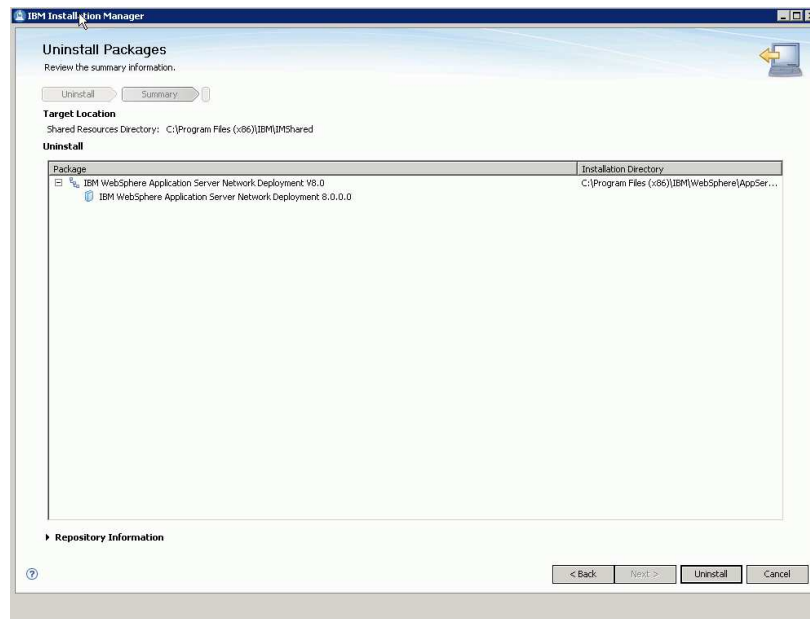 IBM Installation Manager
Uninstall Packages
Review the summary information.
Uninstall Summary
Target Location
Shared Resources Directory: C:\Program Files (x86)\IBM\IMShared
Uninstall
Package Installation Directory
IBM WebSphere Application Server Network Deployment V8.0 C:\Program Files (x86)\IBM\WebSphere\AppSer...
IBM WebSphere Application Server Network Deployment 8.0.0.0
Repository Information
? < Back Next > Uninstall Cancel